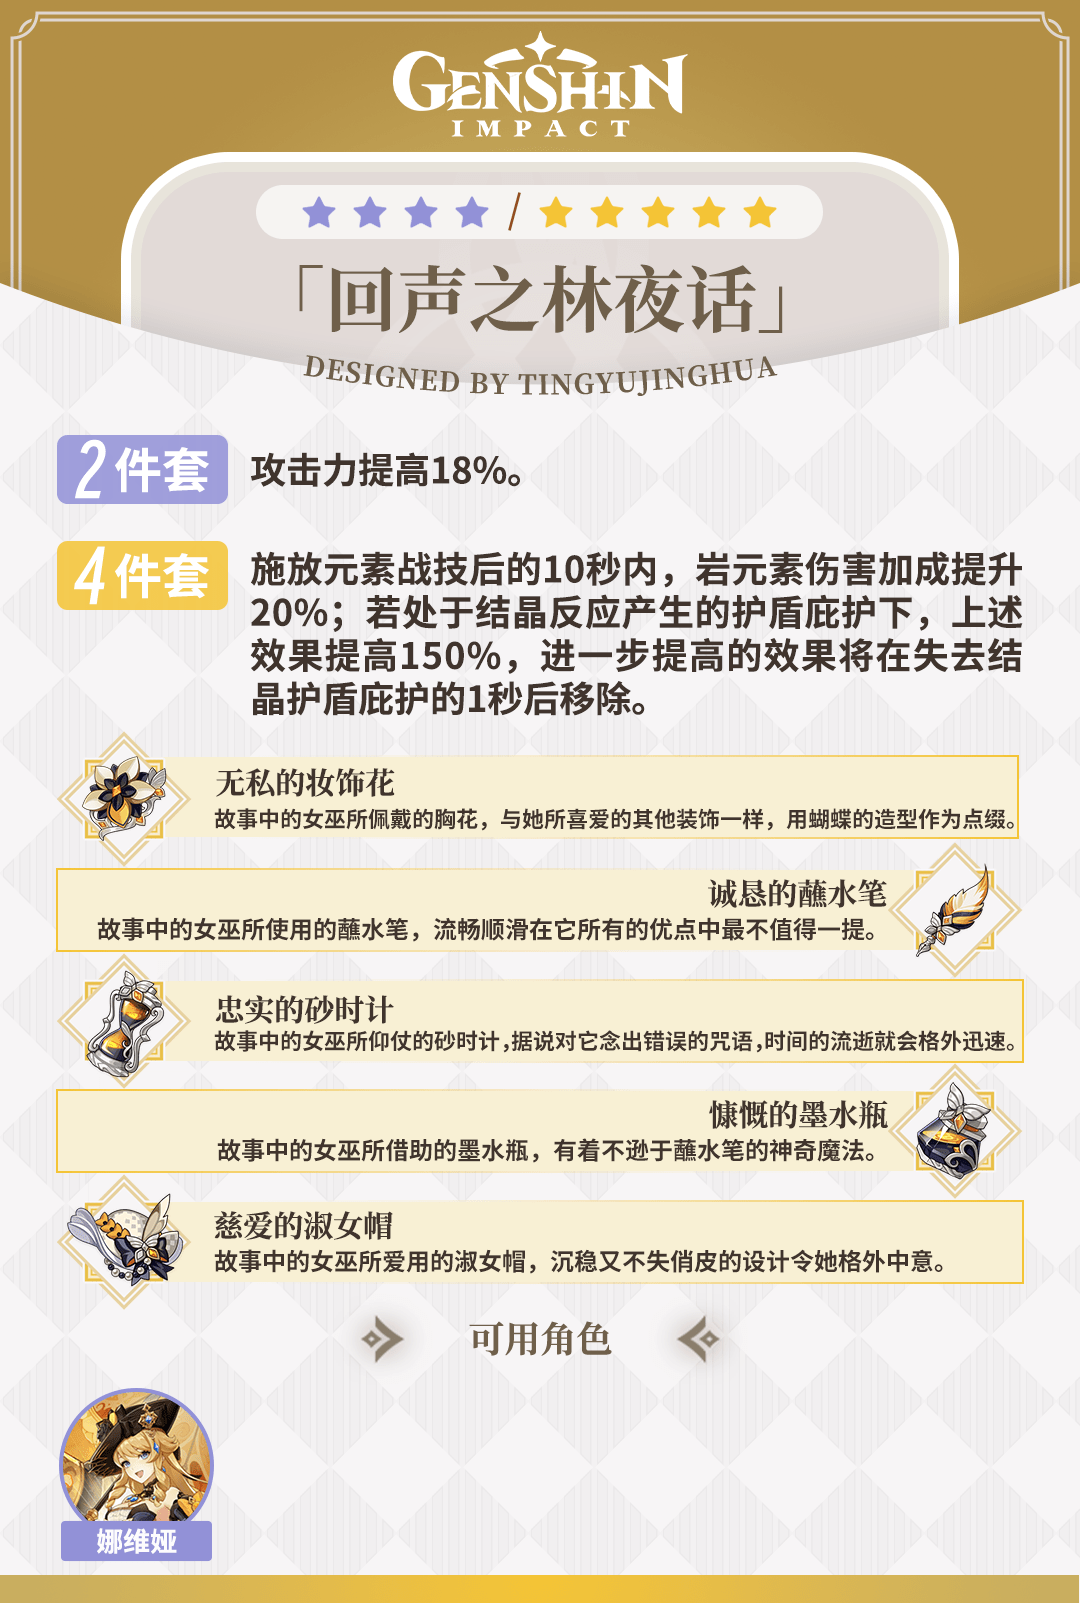 GENSHIN
IMPACT
「回声之林夜话」
DESIGNED BY TINGYUJINGHUA
2件套
攻击力提高18%。
4件套
施放元素战技后的10秒内，岩元素伤害加成提升
20%；若处于结晶反应产生的护盾庇护下，上述
效果提高150%，进一步提高的效果将在失去结
晶护盾庇护的1秒后移除。
无私的妆饰花
故事中的女巫所佩戴的胸花，与她所喜爱的其他装饰一样，用蝴蝶的造型作为点缀。
诚恳的蘸水笔
故事中的女巫所使用的蘸水笔，流畅顺滑在它所有的优点中最不值得一提。
忠实的砂时计
故事中的女巫所仰仗的砂时计,据说对它念出错误的咒语,时间的流逝就会格外迅速。
慷慨的墨水瓶
故事中的女巫所借助的墨水瓶，有着不逊于蘸水笔的神奇魔法。
慈爱的淑女帽
故事中的女巫所爱用的淑女帽，沉稳又不失俏皮的设计令她格外中意。
可用角色
娜维娅